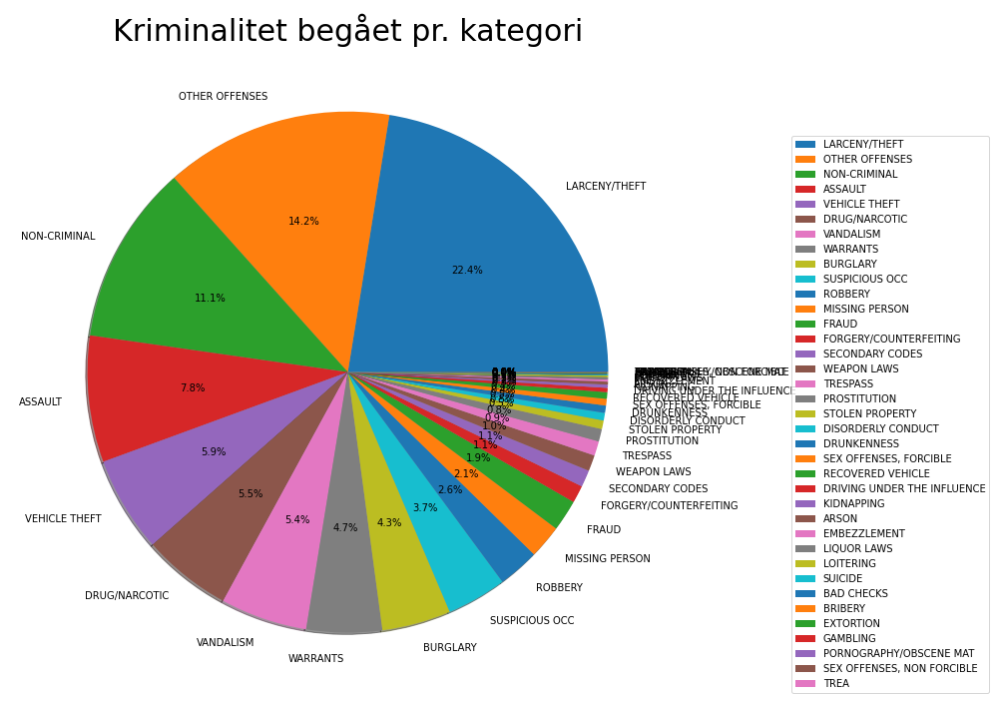 Kriminalitet begået pr. kategori
OTHER OFFENSES
LARCENY/THEFT
14.2%
NON-CRIMINAL
22.4%
11.1%
7.8%
ASSAULT
5.9%
5.5%
5.4%
4.7%
4.3%
3.7%
2.6%
2.1%
1.9%
1.1%
1.1%
1.0%
0.9%
0.8%
DRIVING UNDER THE INFLUENCE
RECOVERED VEHICLE
SEX OFFENSES, FORCIBLE
DRUNKENNESS
DISORDERLY CONDUCT
STOLEN PROPERTY
PROSTITUTION
TRESPASS
WEAPON LAWS
SECONDARY CODES
FORGERY/COUNTERFEITING
FRAUD
MISSING PERSON
ROBBERY
SUSPICIOUS OCC
BURGLARY
WARRANTS
VANDALISM
DRUG/NARCOTIC
VEHICLE THEFT
LARCENY/THEFT
OTHER OFFENSES
NON-CRIMINAL
ASSAULT
VEHICLE THEFT
DRUG/NARCOTIC
VANDALISM
WARRANTS
BURGLARY
SUSPICIOUS OCC
ROBBERY
MISSING PERSON
FRAUD
FORGERY/COUNTERFEITING
SECONDARY CODES
WEAPON LAWS
TRESPASS
PROSTITUTION
STOLEN PROPERTY
DISORDERLY CONDUCT
DRUNKENNESS
SEX OFFENSES, FORCIBLE
RECOVERED VEHICLE
DRIVING UNDER THE INFLUENCE
KIDNAPPING
ARSON
EMBEZZLEMENT
LIQUOR LAWS
LOITERING
SUICIDE
BAD CHECKS
BRIBERY
EXTORTION
GAMBLING
PORNOGRAPHY/OBSCENE MAT
SEX OFFENSES, NON FORCIBLE
TREA